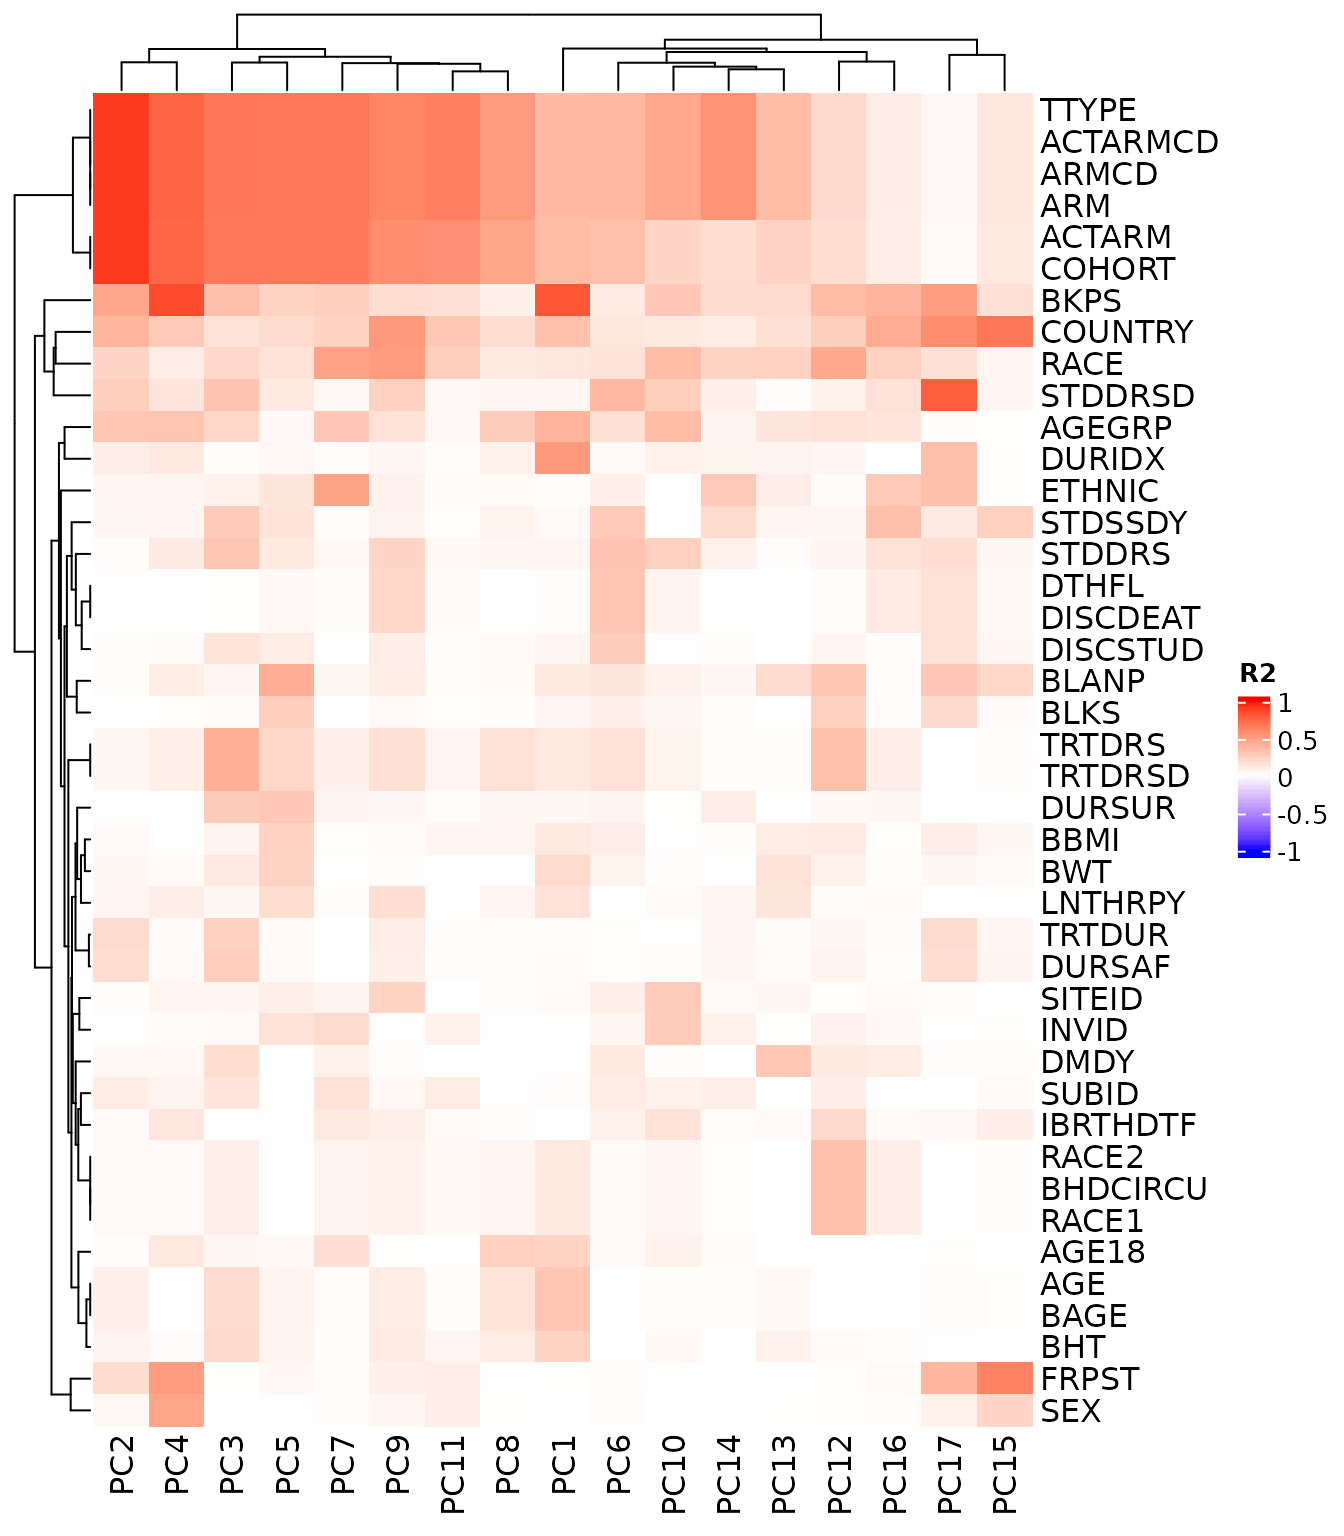 TTYPE
ACTARMCD
ARMCD
ARM
ACTARM
COHORT
BKPS
COUNTRY
RACE
STDDRSD
AGEGRP
DURIDX
ETHNIC
STDSSDY
STDDRS
DTHFL
DISCDEAT
DISCSTUD
BLANP
BLKS
TRTDRS
TRTDRSD
DURSUR
BBMI
BWT
LNTHRPY
TRTDUR
DURSAF
SITEID
INVID
DMDY
SUBID
IBRTHDTF
RACE2
BHDCIRCU
RACE1
AGE18
AGE
BAGE
BHT
FRPST
SEX
R2
1
0.5
0
-0.5
-1
PC2
PC4
PC3
PC5
PC7
PC9
PC11
PC8
PC1
PC6
PC10
PC14
PC13
PC12
PC16
PC17
PC15